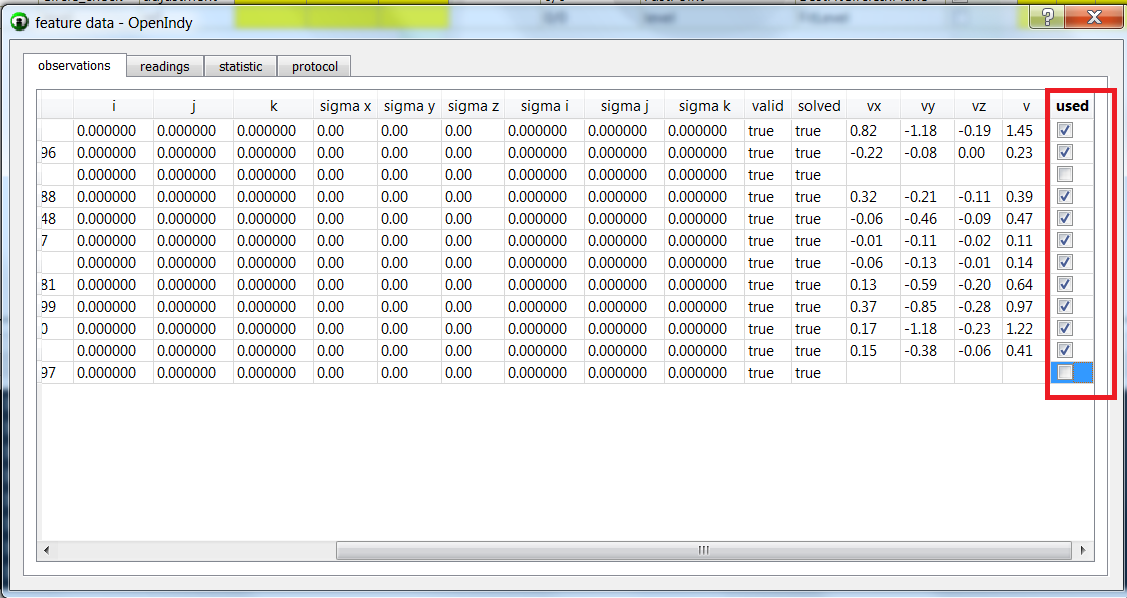 feature data - OpenIndy
observations readings statistic protocol
i j k sigma x sigma y sigma z sigma i sigma j sigma k valid solved vx vy vz v used
0.000000 0.000000 0.000000 0.00 0.00 0.00 0.000000 0.000000 0.000000 true true 0.82 -1.18 -0.19 1.45
96 0.000000 0.000000 0.000000 0.00 0.00 0.00 0.000000 0.000000 0.000000 true true -0.22 -0.08 0.00 0.23
0.000000 0.000000 0.000000 0.00 0.00 0.00 0.000000 0.000000 0.000000 true true
88 0.000000 0.000000 0.000000 0.00 0.00 0.00 0.000000 0.000000 0.000000 true true 0.32 -0.21 -0.11 0.39
48 0.000000 0.000000 0.000000 0.00 0.00 0.00 0.000000 0.000000 0.000000 true true -0.06 -0.46 -0.09 0.47
7 0.000000 0.000000 0.000000 0.00 0.00 0.00 0.000000 0.000000 0.000000 true true -0.01 -0.11 -0.02 0.11
0.000000 0.000000 0.000000 0.00 0.00 0.00 0.000000 0.000000 0.000000 true true -0.06 -0.13 -0.01 0.14
81 0.000000 0.000000 0.000000 0.00 0.00 0.00 0.000000 0.000000 0.000000 true true 0.13 -0.59 -0.20 0.64
99 0.000000 0.000000 0.000000 0.00 0.00 0.00 0.000000 0.000000 0.000000 true true 0.37 -0.85 -0.28 0.97
0 0.000000 0.000000 0.000000 0.00 0.00 0.00 0.000000 0.000000 0.000000 true true 0.17 -1.18 -0.23 1.22
0.000000 0.000000 0.000000 0.00 0.00 0.00 0.000000 0.000000 0.000000 true true 0.15 -0.38 -0.06 0.41
97 0.000000 0.000000 0.000000 0.00 0.00 0.00 0.000000 0.000000 0.000000 true true